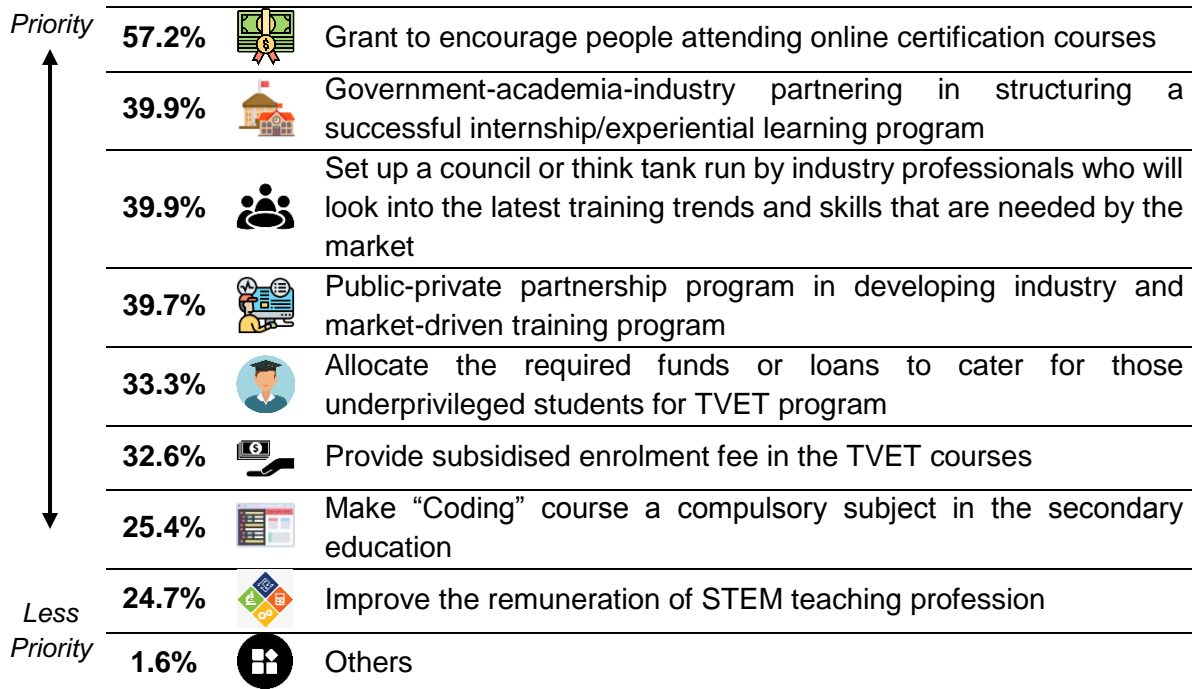 Priority
57.2% Grant to encourage people attending online certification courses
39.9% Government-academia-industry partnering in structuring a
successful internship/experiential learning program
39.9% Set up a council or think tank run by industry professionals who will
look into the latest training trends and skills that are needed by the
market
39.7% Public-private partnership program in developing industry and
market-driven training program
33.3% Allocate the required funds or loans to cater for those
underprivileged students for TVET program
32.6% Provide subsidised enrolment fee in the TVET courses
25.4% Make “Coding” course a compulsory subject in the secondary
education
24.7% Improve the remuneration of STEM teaching profession
Less
Priority
1.6% Others